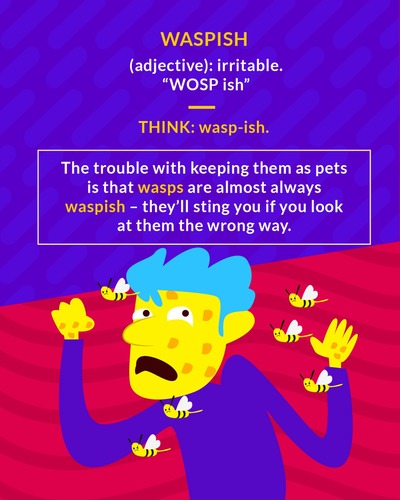 WASPISH
(adjective): irritable.
“WOSP ish”
THINK: wasp-ish.
The trouble with keeping them as pets
is that wasps are almost always
waspish – they’ll sting you if you look
at them the wrong way.